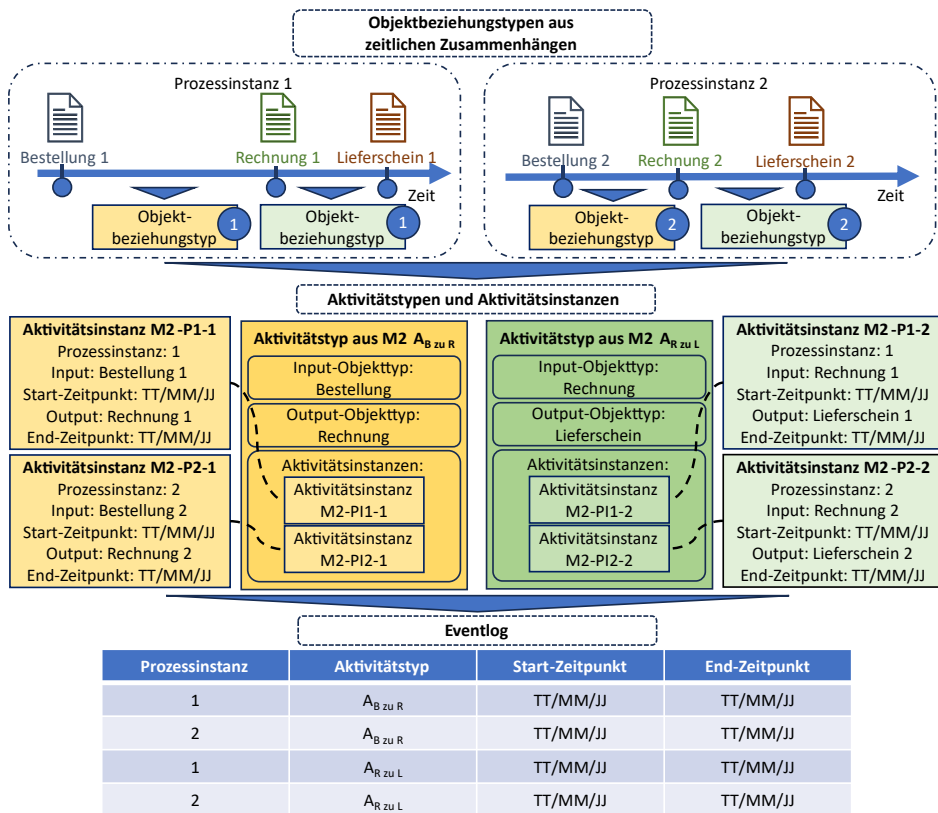 Objektbeziehungstypen aus
zeitlichen Zusammenhängen
Prozessinstanz 1
Bestellung 1
Rechnung 1
Lieferschein 1
Zeit
Objekt-
beziehungstyp
1
Objekt-
beziehungstyp
1
Prozessinstanz 2
Bestellung 2
Rechnung 2
Lieferschein 2
Zeit
Objekt-
beziehungstyp
2
Objekt-
beziehungstyp
2
Aktivitätstypen und Aktivitätsinstanzen
Aktivitätsinstanz M2-P1-1
Prozessinstanz: 1
Input: Bestellung 1
Start-Zeitpunkt: TT/MM/JJ
Output: Rechnung 1
End-Zeitpunkt: TT/MM/JJ
Aktivitätsinstanz M2-P2-1
Prozessinstanz: 2
Input: Bestellung 2
Start-Zeitpunkt: TT/MM/JJ
Output: Rechnung 2
End-Zeitpunkt: TT/MM/JJ
Aktivitätstyp aus M2 A B zu R
Input-Objekttyp:
Bestellung
Output-Objekttyp:
Rechnung
Aktivitätsinstanzen:
Aktivitätsinstanz
M2-PI1-1
Aktivitätsinstanz
M2-PI2-1
Aktivitätstyp aus M2 A R zu L
Input-Objekttyp:
Rechnung
Output-Objekttyp:
Lieferschein
Aktivitätsinstanzen:
Aktivitätsinstanz
M2-PI1-2
Aktivitätsinstanz
M2-PI2-2
Aktivitätsinstanz M2-P1-2
Prozessinstanz: 1
Input: Rechnung 1
Start-Zeitpunkt: TT/MM/JJ
Output: Lieferschein 1
End-Zeitpunkt: TT/MM/JJ
Aktivitätsinstanz M2-P2-2
Prozessinstanz: 2
Input: Rechnung 2
Start-Zeitpunkt: TT/MM/JJ
Output: Lieferschein 2
End-Zeitpunkt: TT/MM/JJ
Eventlog
Prozessinstanz Aktivitätstyp Start-Zeitpunkt End-Zeitpunkt
1 A B zu R TT/MM/JJ TT/MM/JJ
2 A B zu R TT/MM/JJ TT/MM/JJ
1 A R zu L TT/MM/JJ TT/MM/JJ
2 A R zu L TT/MM/JJ TT/MM/JJ